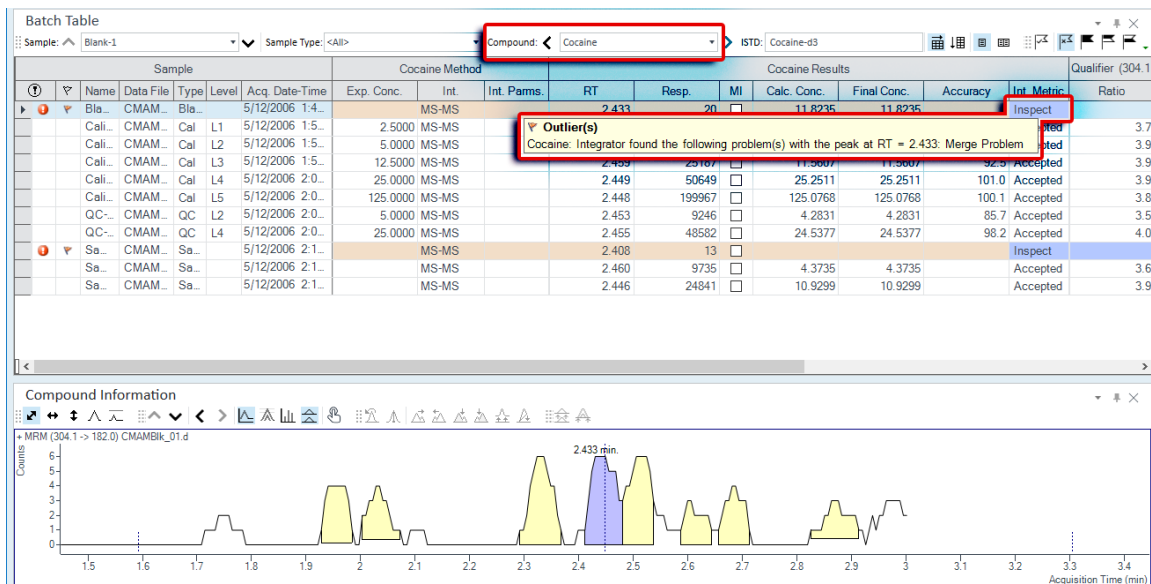 Batch Table
Sample: Blank-1 Sample Type: <All> Compound: Cocaine ISTD: Cocaine-d3
Sample Cocaine Method Cocaine Results Qualifier (304.1
Name Data File Type Level Acq. Date-Time Exp. Conc. Int. Int. Parms. RT Resp. MI Calc. Conc. Final Conc. Accuracy Int. Metric Ratio
Bla... CMAM... Bla... 5/12/2006 1:4... MS-MS 2.433 20 11.8235 11.8235 Inspect
Cali... CMAM... Cal L1 5/12/2006 1:5... 2.5000 MS-MS 3.7
Cali... CMAM... Cal L2 5/12/2006 1:5... 5.0000 MS-MS 3.9
Cali... CMAM... Cal L3 5/12/2006 1:5... 12.5000 MS-MS 2.459 25187 11.5607 11.5607 92.5 Accepted 3.9
Outlier(s)
Cocaine: Integrator found the following problem(s) with the peak at RT = 2.433: Merge Problem
Cali... CMAM... Cal L4 5/12/2006 2:0... 25.0000 MS-MS 2.449 50649 25.2511 25.2511 101.0 Accepted 3.9
Cali... CMAM... Cal L5 5/12/2006 2:0... 125.0000 MS-MS 2.448 199967 125.0768 125.0768 100.1 Accepted 3.8
QC-... CMAM... QC L2 5/12/2006 2:0... 5.0000 MS-MS 2.453 9246 4.2831 4.2831 85.7 Accepted 3.5
QC-... CMAM... QC L4 5/12/2006 2:0... 25.0000 MS-MS 2.455 48582 24.5377 24.5377 98.2 Accepted 4.0
Sa... CMAM... Sa... 5/12/2006 2:1... MS-MS 2.408 13 Inspect
Sa... CMAM... Sa... 5/12/2006 2:1... MS-MS 2.460 9735 4.3735 4.3735 Accepted 3.6
Sa... CMAM... Sa... 5/12/2006 2:1... MS-MS 2.446 24841 10.9299 10.9299 Accepted 3.9
Compound Information
+ MRM (304.1 -> 182.0) CMAMBlk_01.d
Counts
2.433 min.
6
5
4
3
2
1
0
1.5 1.6 1.7 1.8 1.9 2 2.1 2.2 2.3 2.4 2.5 2.6 2.7 2.8 2.9 3 3.1 3.2 3.3 3.4
Acquisition Time (min)